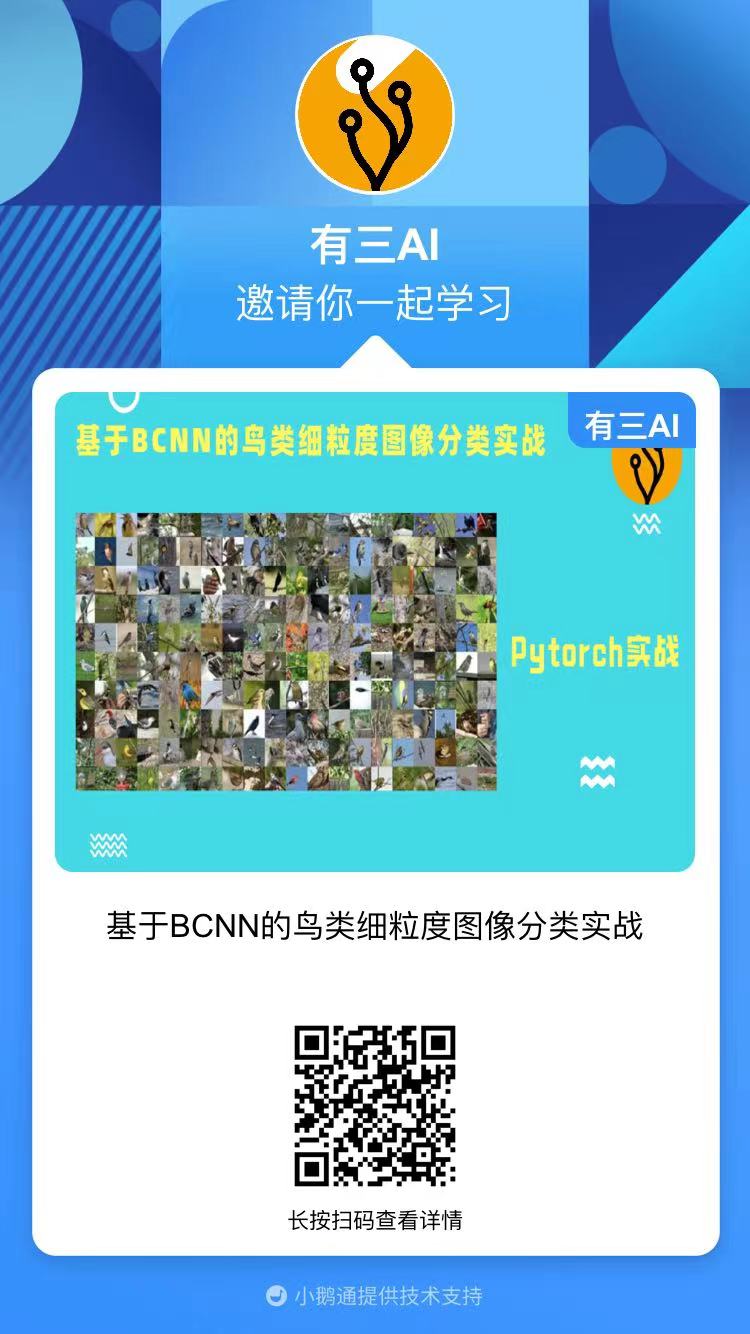 有三AI
邀请你一起学习
有三AI
基于BCNN的鸟类细粒度图像分类实战
Pytorch实战
基于BCNN的鸟类细粒度图像分类实战
长按扫码查看详情
小鹅通提供技术支持